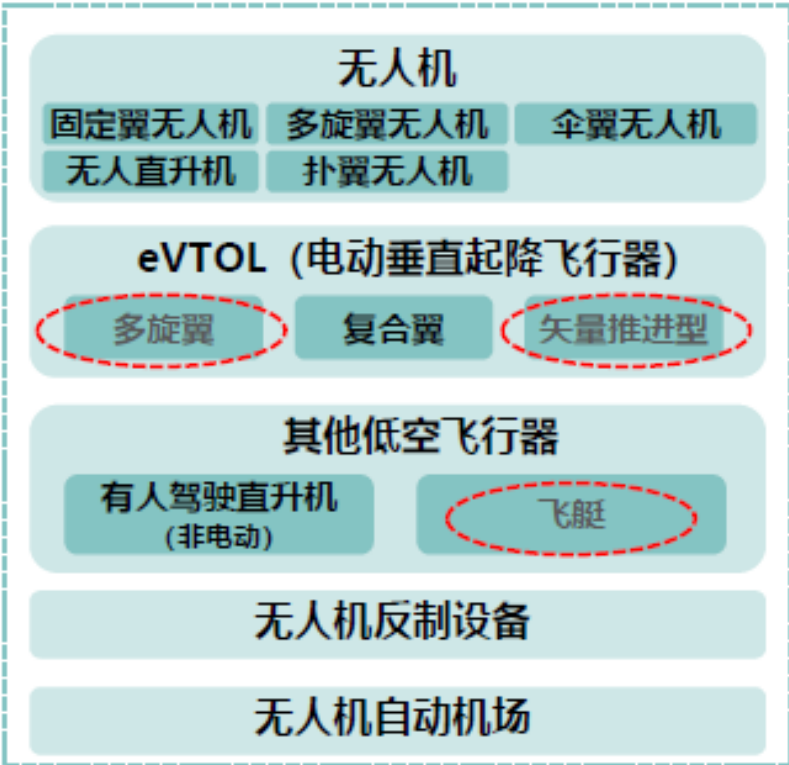 无人机
固定翼无人机 多旋翼无人机 伞翼无人机
无人直升机 扑翼无人机
eVTOL（电动垂直起降飞行器）
多旋翼 复合翼 矢量推进型
其他低空飞行器
有人驾驶直升机
（非电动）
飞艇
无人机反制设备
无人机自动机场